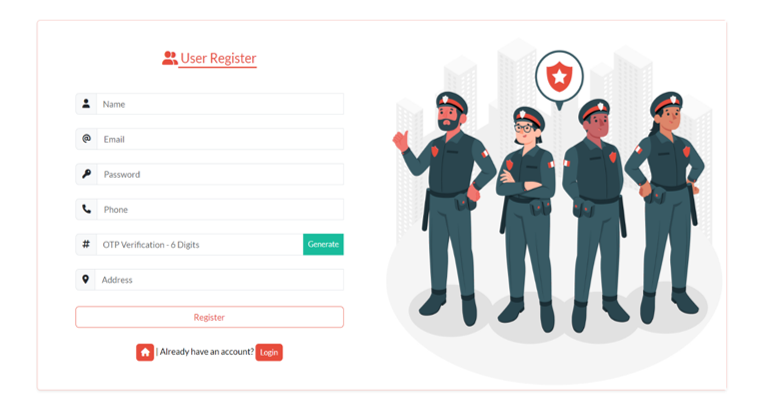 User Register
Name
@ Email
Password
Phone
# OTP Verification - 6 Digits Generate
Address
Register
| Already have an account? Login